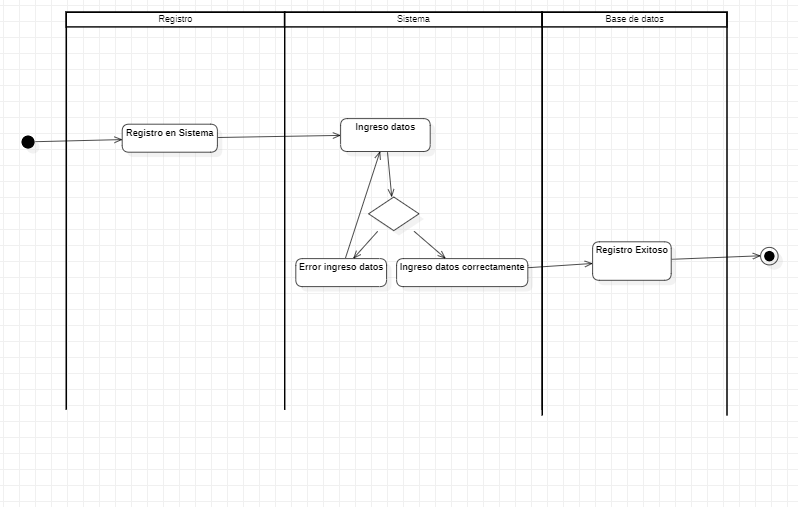 Registro
Sistema
Base de datos
Registro en Sistema
Ingreso datos
Error ingreso datos
Ingreso datos correctamente
Registro Exitoso